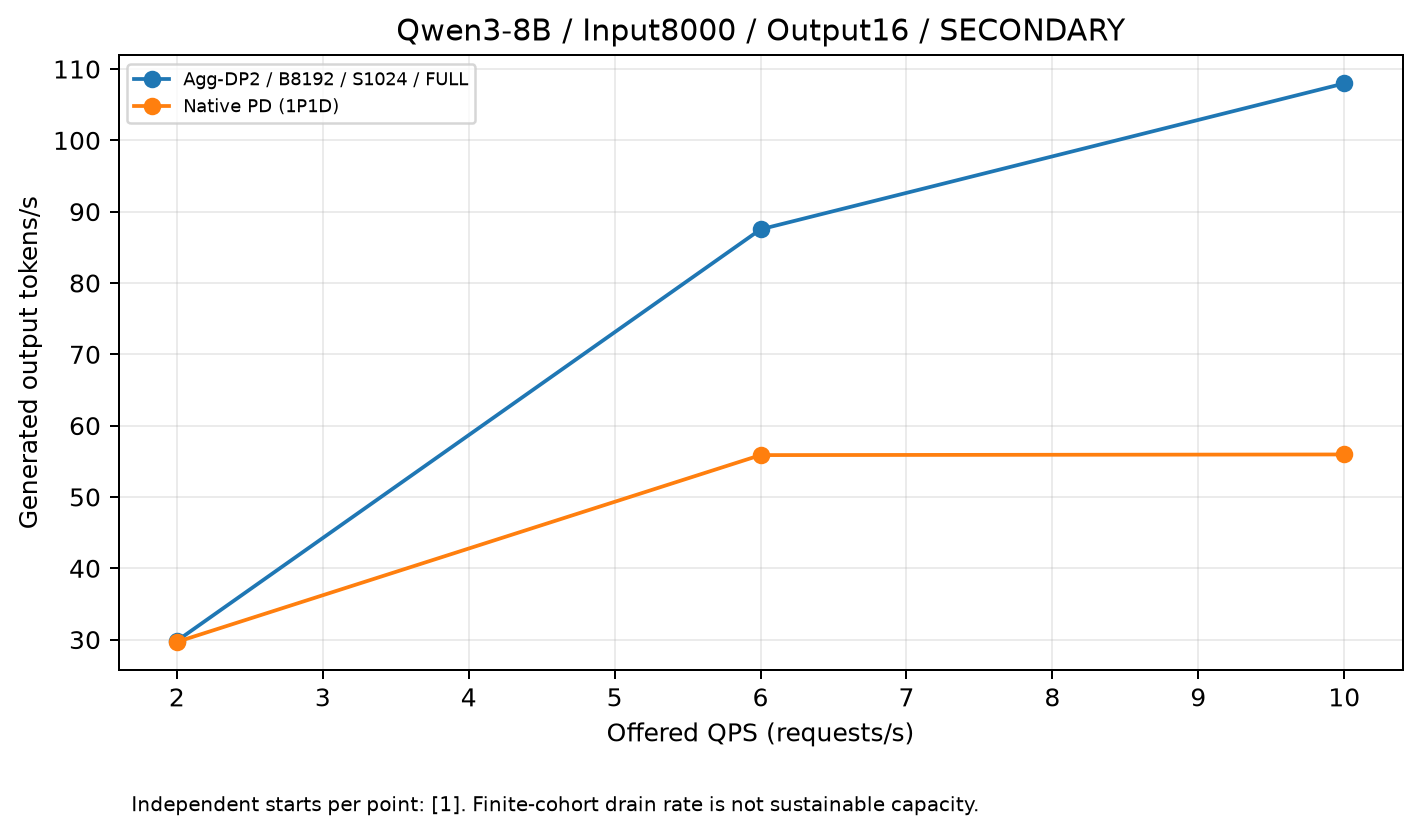 Qwen3-8B / Input8000 / Output16 / SECONDARY
Agg-DP2 / B8192 / S1024 / FULL
Native PD (1P1D)
Generated output tokens/s
110
100
90
80
70
60
50
40
30
2 3 4 5 6 7 8 9 10
Offered QPS (requests/s)
Independent starts per point: [1]. Finite-cohort drain rate is not sustainable capacity.